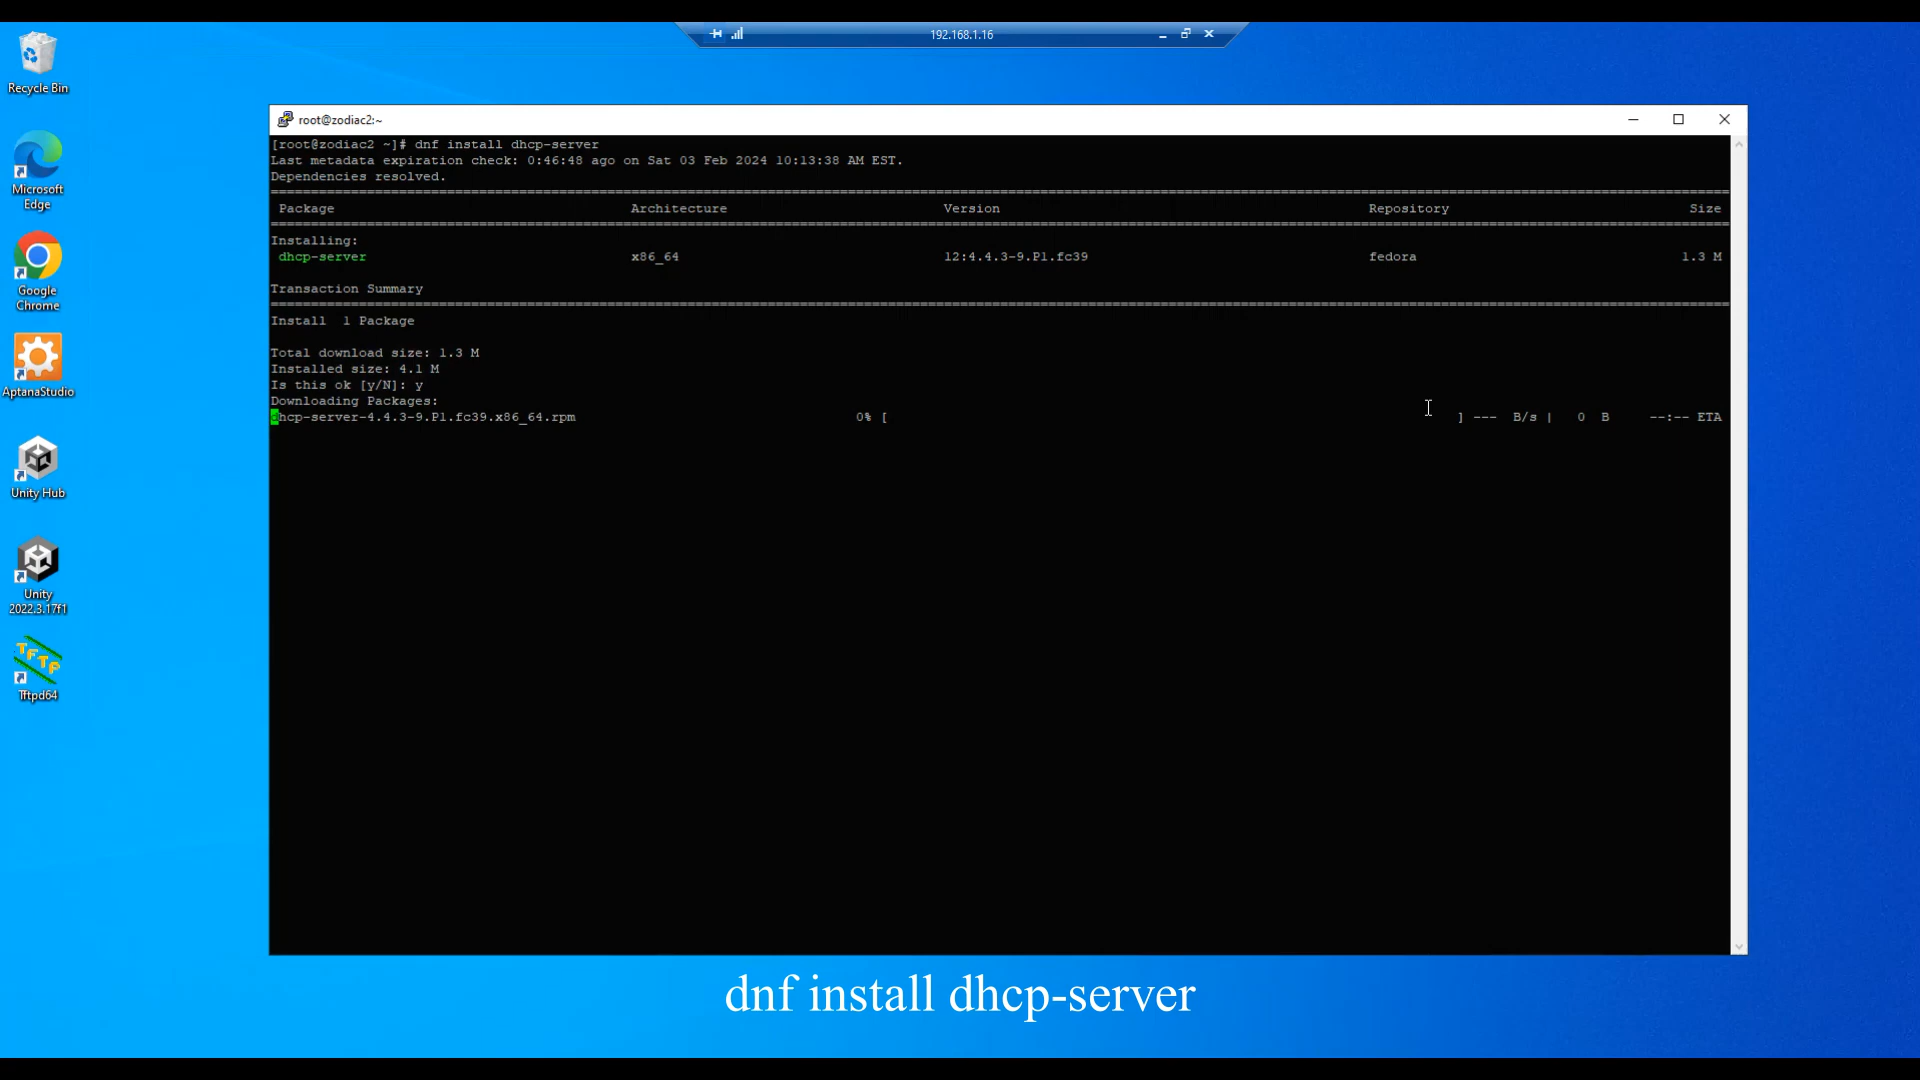 192.168.1.16
Recycle Bin
Microsoft
Edge
Google
Chrome
AptanaStudio
Unity Hub
Unity
2022.3.17f1
TFTP
Tftpd64
root@zodiac2:~
[root@zodiac2 ~]# dnf install dhcp-server
Last metadata expiration check: 0:46:48 ago on Sat 03 Feb 2024 10:13:38 AM EST.
Dependencies resolved.
Package Architecture Version Repository Size
Installing:
dhcp-server x86_64 12:4.4.3-9.P1.fc39 fedora 1.3 M
Transaction Summary
Install 1 Package
Total download size: 1.3 M
Installed size: 4.1 M
Is this ok [y/N]: y
Downloading Packages:
dhcp-server-4.4.3-9.P1.fc39.x86_64.rpm 0% [ ] --- B/s | 0 B --:-- ETA
dnf install dhcp-server